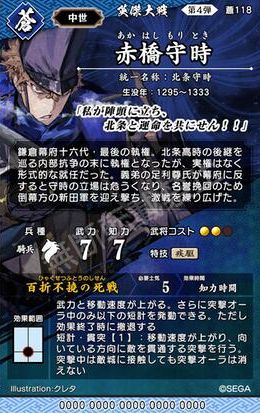 蒼
中世
英傑大戦
第4弾
蒼118
あかはしもりとき
赤橋守時
統一名称：北条守時
生没年：1295〜1333
「私が陣頭に立ち、
北条と運命を共にせん！！」
鎌倉幕府十六代・最後の執権。北条高時の後継を
巡る内部抗争の末に執権となったが、実権はなく
形式的な就任だった。義弟の足利尊氏が幕府に反
すると守時の立場は危うくなり、名誉挽回のため
倒幕方の新田軍を迎え撃ち、激戦を繰り広げた。
兵種
武力
知力
武将コスト
騎兵
7
7
特技
疾駆
ひゃくせつふとうのしせん
百折不撓の死戦
必要士気
5
効果時間
知力時間
効果範囲
武力と移動速度が上がる。さらに突撃オー
ラ中のみ以下の短計を発動できる。ただし
効果終了時に撤退する
短計・貫突【1】：移動速度が上がり、向
いている方向に敵を貫通する突撃を行う。
突撃中は敵城に接触しても突撃オーラは消
えない
Illustration:クレタ
©SEGA
0000-0000-0000-0000-0000